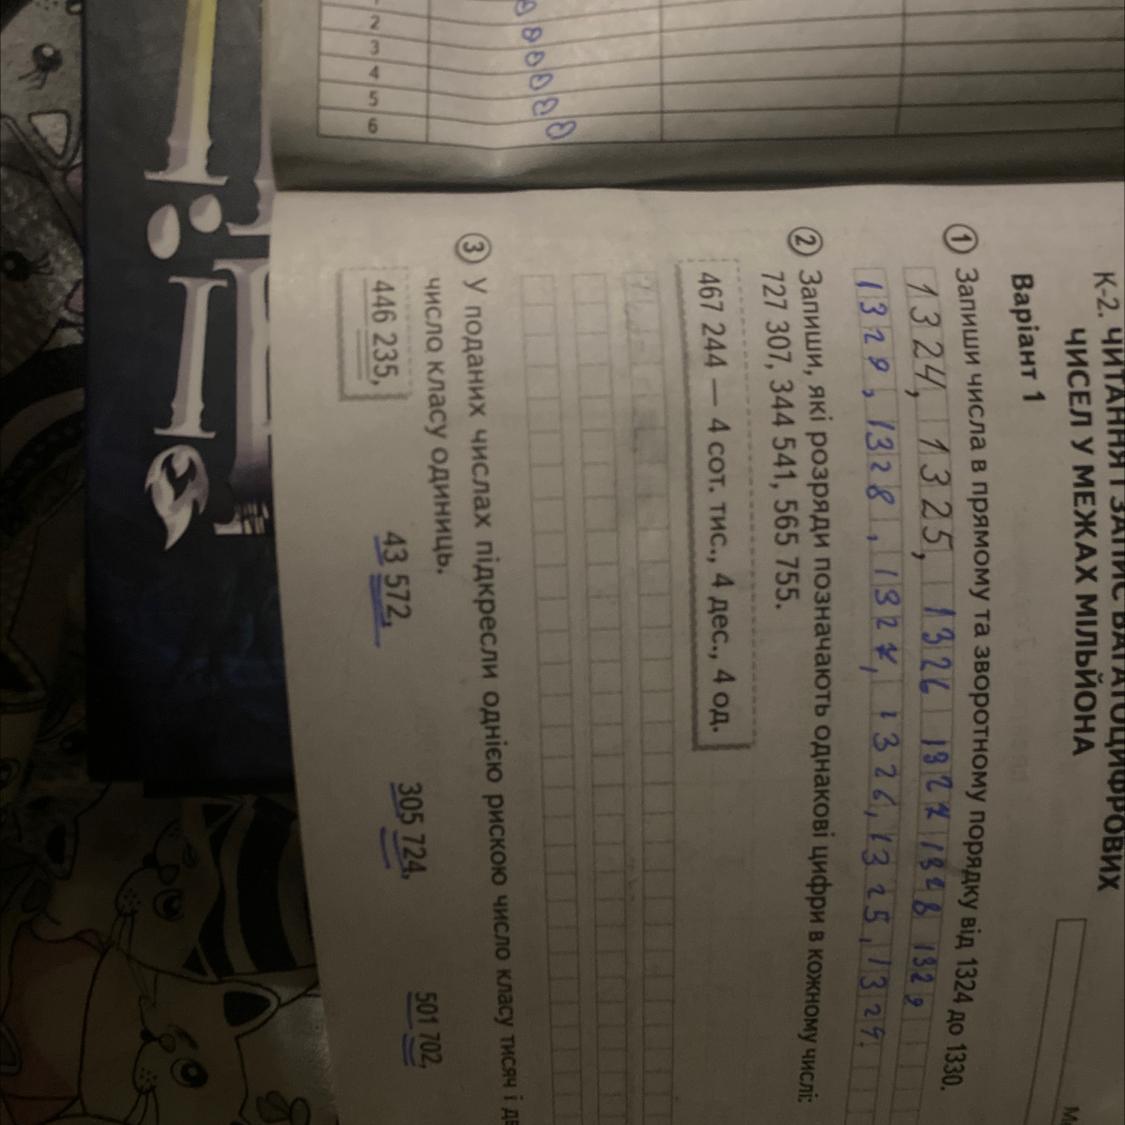 2
3
4
5
6
К-2. ЧИТАННЯ І ЗАПИС БАГАТОЦИФРОВИХ
ЧИСЕЛ У МЕЖАХ МІЛЬЙОНА
Варіант 1
1 Запиши числа в прямому та зворотному порядку від 1324 до 1330.
1324, 1325, 1326 1327 1328 1329
1329, 1328, 1327, 1326, 1325, 1324.
2 Запиши, які розряди позначають однакові цифри в кожному числі:
727 307, 344 541, 565 755.
467 244 — 4 сот. тис., 4 дес., 4 од.
3 У поданих числах підкресли однією рискою число класу тисяч і
число класу одиниць.
446 235, 43 572, 305 724, 501 702,